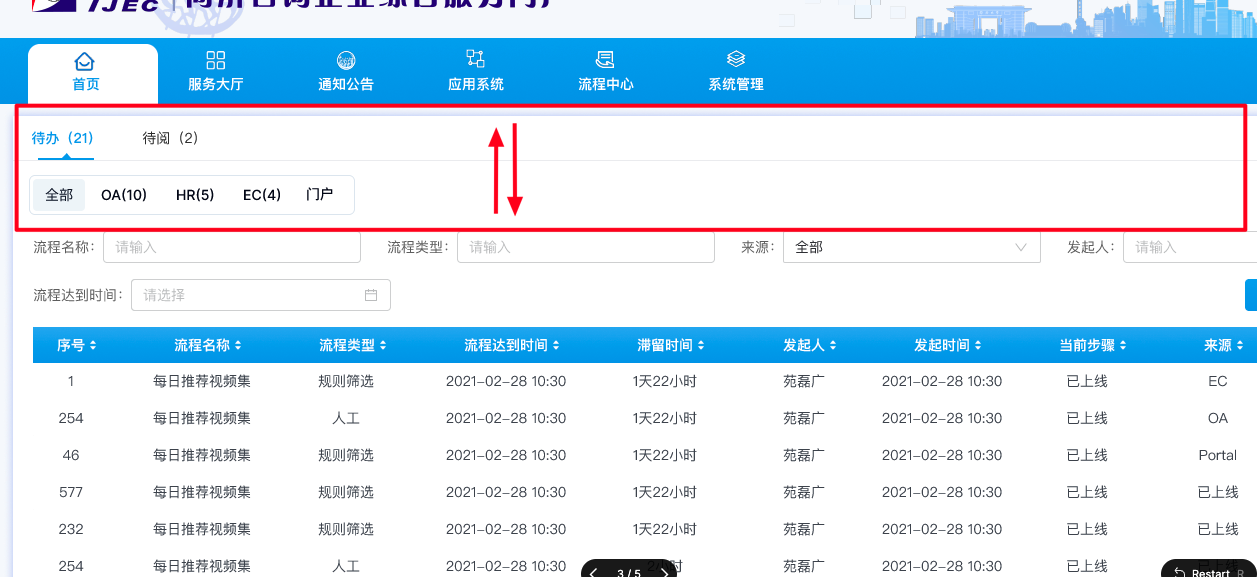 TJEC
首页 服务大厅 通知公告 应用系统 流程中心 系统管理
待办（21） 待阅（2）
全部 OA(10) HR(5) EC(4) 门户
流程名称： 请输入 流程类型： 请输入 来源： 全部 发起人： 请输入
流程达到时间： 请选择
序号 流程名称 流程类型 流程达到时间 滞留时间 发起人 发起时间 当前步骤 来源
1 每日推荐视频集 规则筛选 2021-02-28 10:30 1天22小时 苑磊广 2021-02-28 10:30 已上线 EC
254 每日推荐视频集 人工 2021-02-28 10:30 1天22小时 苑磊广 2021-02-28 10:30 已上线 OA
46 每日推荐视频集 规则筛选 2021-02-28 10:30 1天22小时 苑磊广 2021-02-28 10:30 已上线 Portal
577 每日推荐视频集 规则筛选 2021-02-28 10:30 1天22小时 苑磊广 2021-02-28 10:30 已上线 已上线
232 每日推荐视频集 规则筛选 2021-02-28 10:30 1天22小时 苑磊广 2021-02-28 10:30 已上线 已上线
254 每日推荐视频集 人工 2021-02-28 10:30 2小时 苑磊广 2021-02-28 10:30 已上线
3 / 5 Restart R